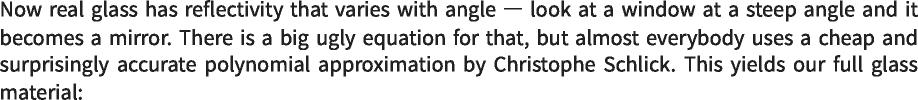 Now real glass has reflectivity that varies with angle — look at a window at a steep angle and it
becomes a mirror. There is a big ugly equation for that, but almost everybody uses a cheap and
surprisingly accurate polynomial approximation by Christophe Schlick. This yields our full glass
material: